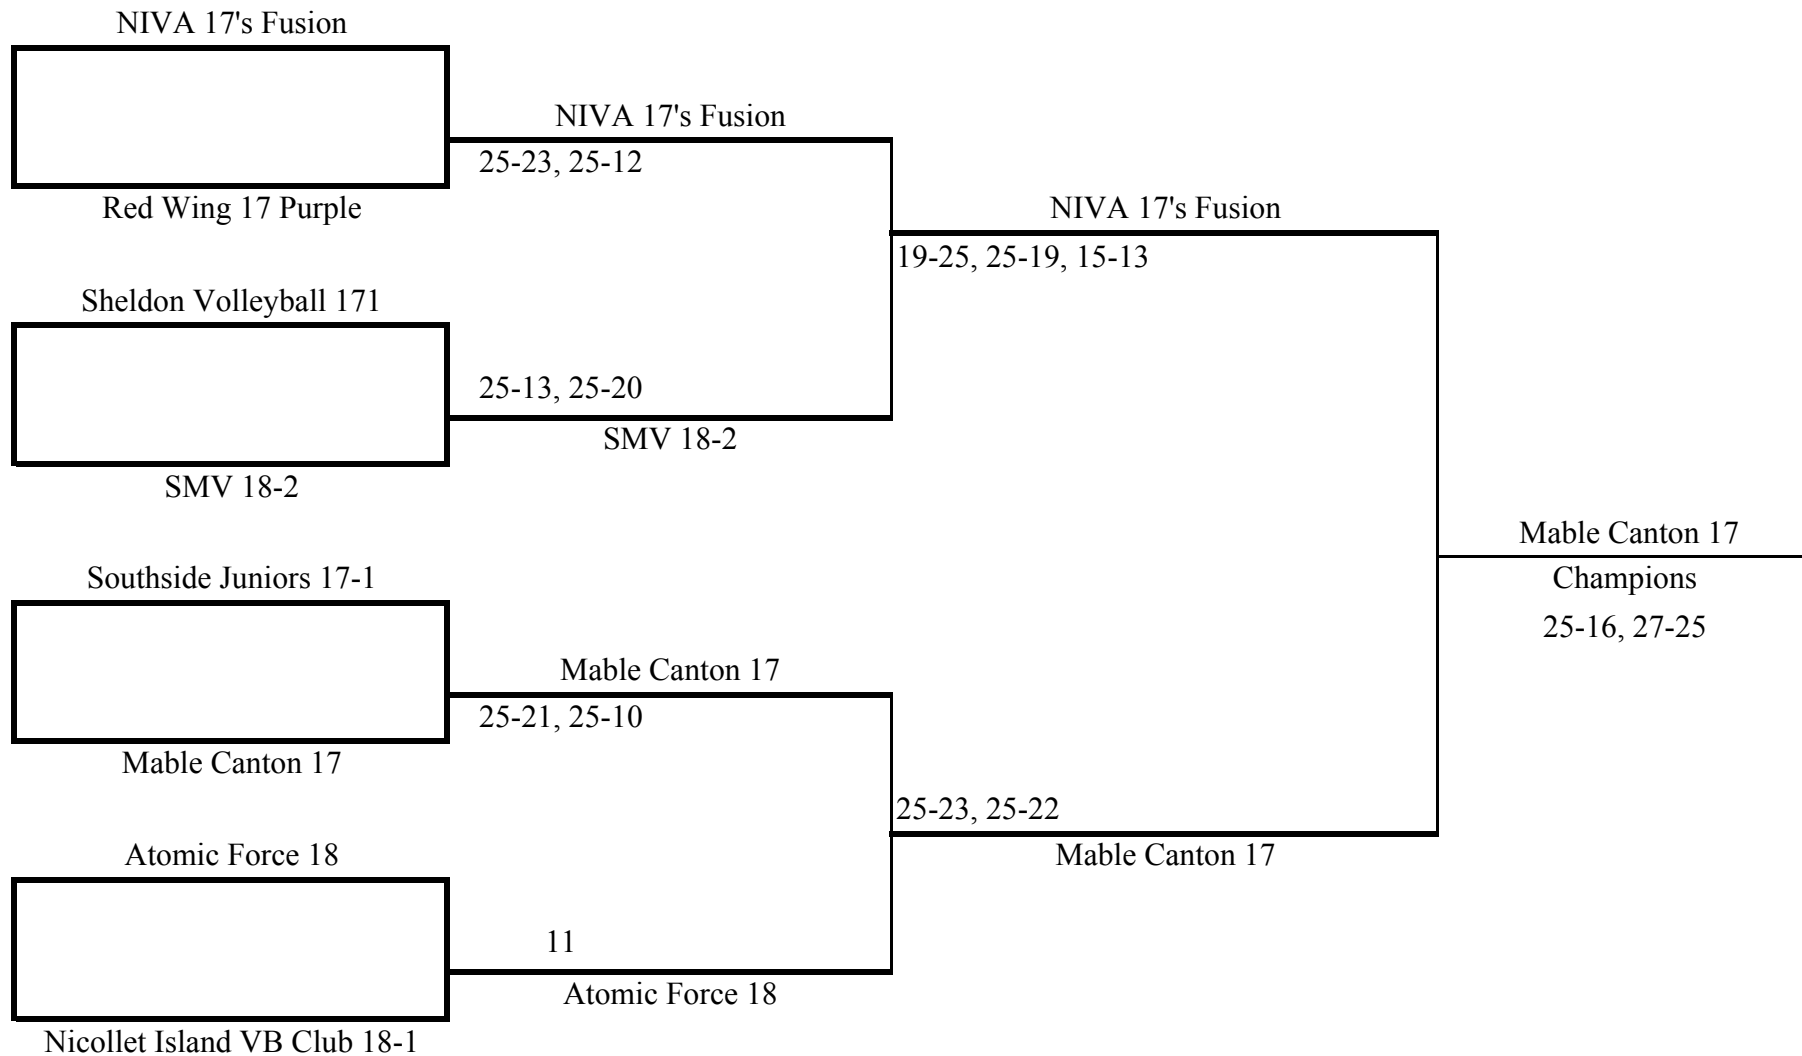 NIVA 17's Fusion
NIVA 17's Fusion
25-23, 25-12
Red Wing 17 Purple
NIVA 17's Fusion
19-25, 25-19, 15-13
Sheldon Volleyball 171
25-13, 25-20
SMV 18-2
SMV 18-2
Mable Canton 17
Southside Juniors 17-1
Champions
25-16, 27-25
Mable Canton 17
25-21, 25-10
Mable Canton 17
25-23, 25-22
Atomic Force 18
Mable Canton 17
11
Atomic Force 18
Nicollet Island VB Club 18-1